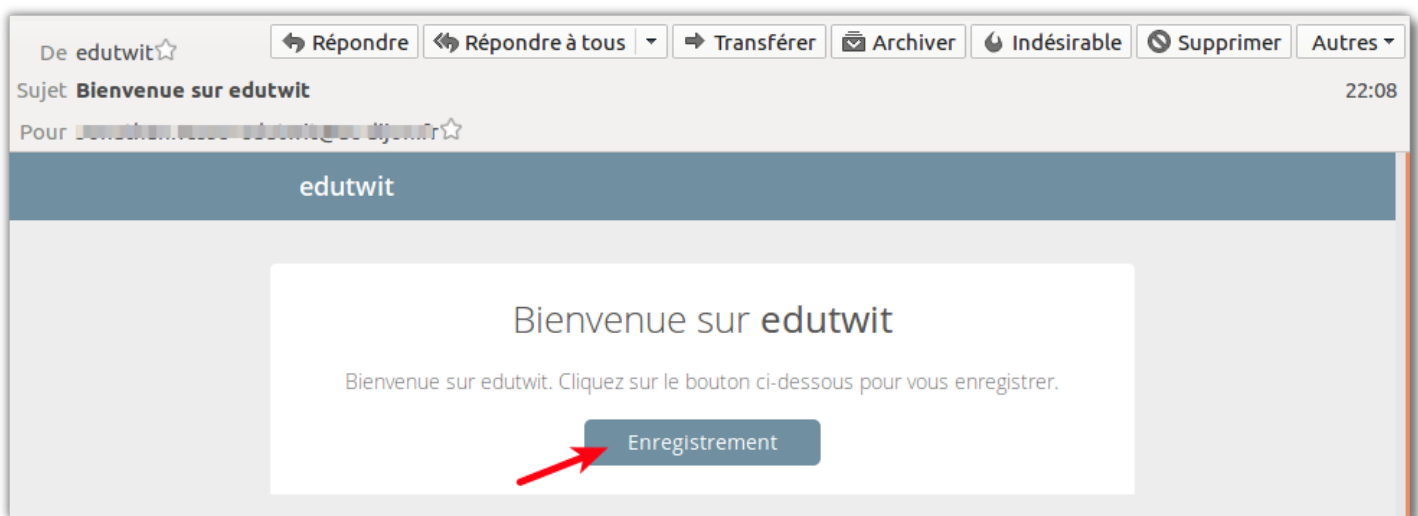 De edutwit Répondre Répondre à tous Transférer Archiver Indésirable Supprimer Autres
Sujet Bienvenue sur edutwit 22:08
Pour
edutwit
Bienvenue sur edutwit
Bienvenue sur edutwit. Cliquez sur le bouton ci-dessous pour vous enregistrer.
Enregistrement